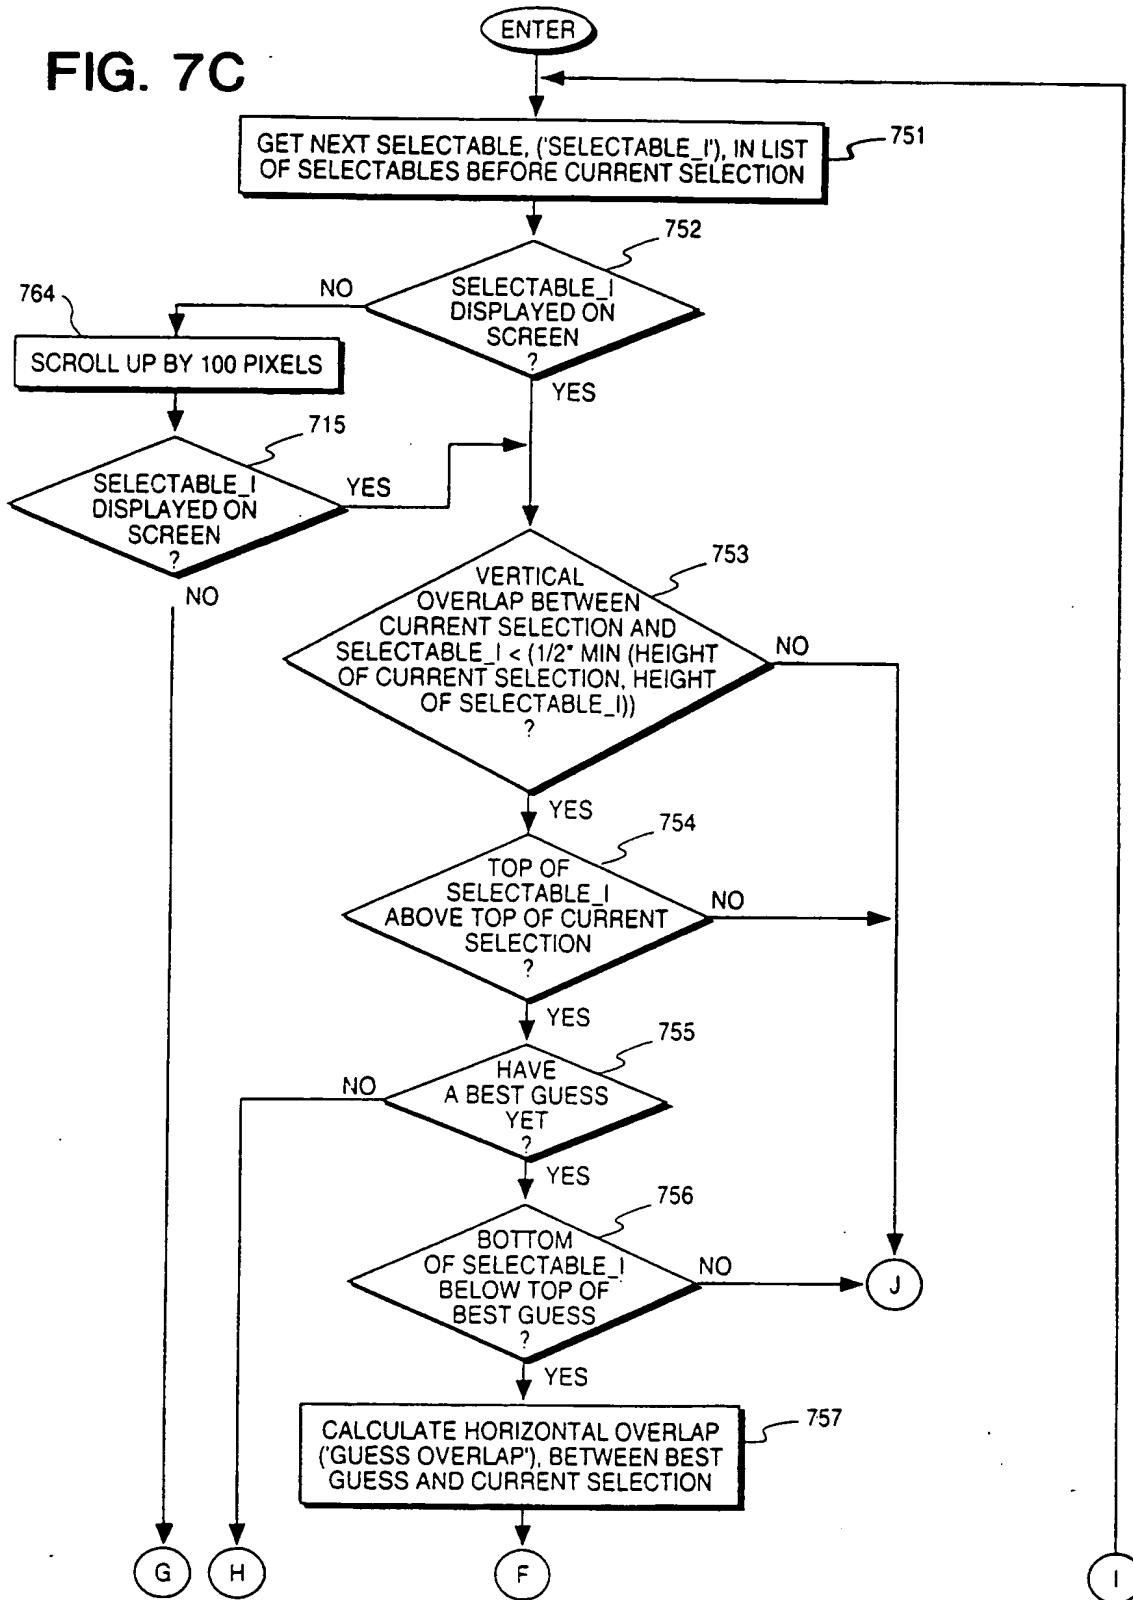 FIG. 7C
ENTER
GET NEXT SELECTABLE, ('SELECTABLE_I'), IN LIST
OF SELECTABLES BEFORE CURRENT SELECTION
751
752
SELECTABLE_I
DISPLAYED ON
SCREEN
?
NO
YES
764
SCROLL UP BY 100 PIXELS
715
SELECTABLE_I
DISPLAYED ON
SCREEN
?
YES
NO
753
VERTICAL
OVERLAP BETWEEN
CURRENT SELECTION AND
SELECTABLE_I < (1/2* MIN (HEIGHT
OF CURRENT SELECTION, HEIGHT
OF SELECTABLE_I))
?
NO
YES
754
TOP OF
SELECTABLE_I
ABOVE TOP OF CURRENT
SELECTION
?
NO
YES
755
HAVE
A BEST GUESS
YET
?
NO
YES
756
BOTTOM
OF SELECTABLE_I
BELOW TOP OF
BEST GUESS
?
NO
J
YES
757
CALCULATE HORIZONTAL OVERLAP
('GUESS OVERLAP'), BETWEEN BEST
GUESS AND CURRENT SELECTION
G
H
F
I